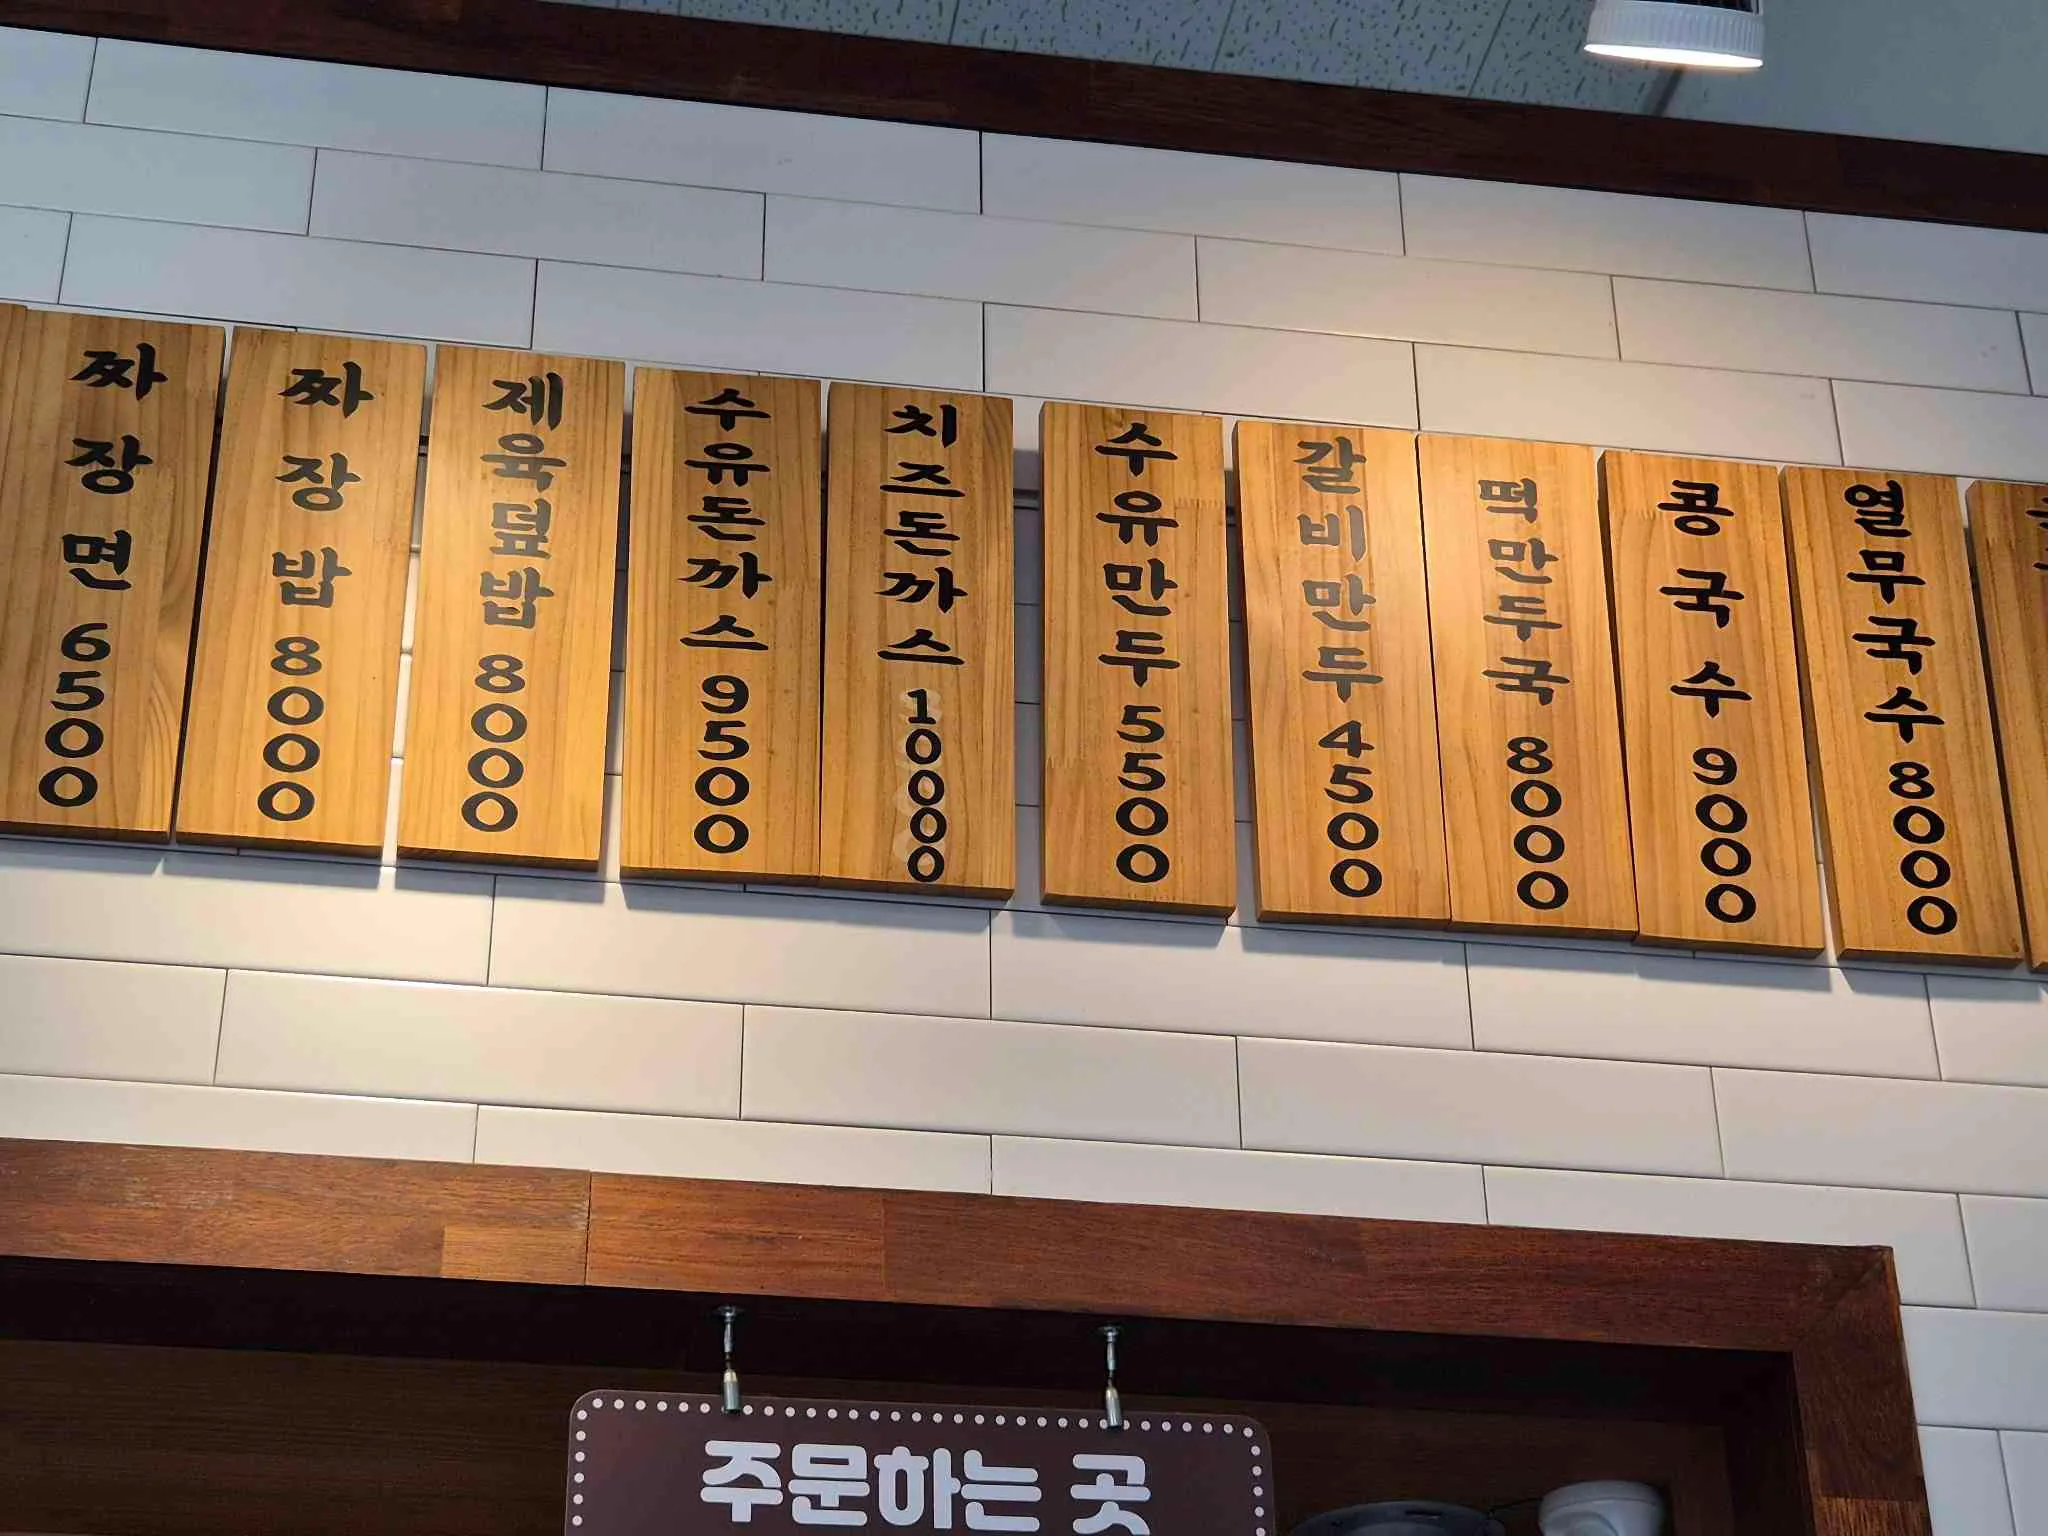 짜장면 6500
짜장밥 8000
제육덮밥 8000
수유돈까스 9500
치즈돈까스 10000
수유만두 5500
갈비만두 4500
떡만두국 8000
콩국수 9000
열무국수 8000
주문하는 곳